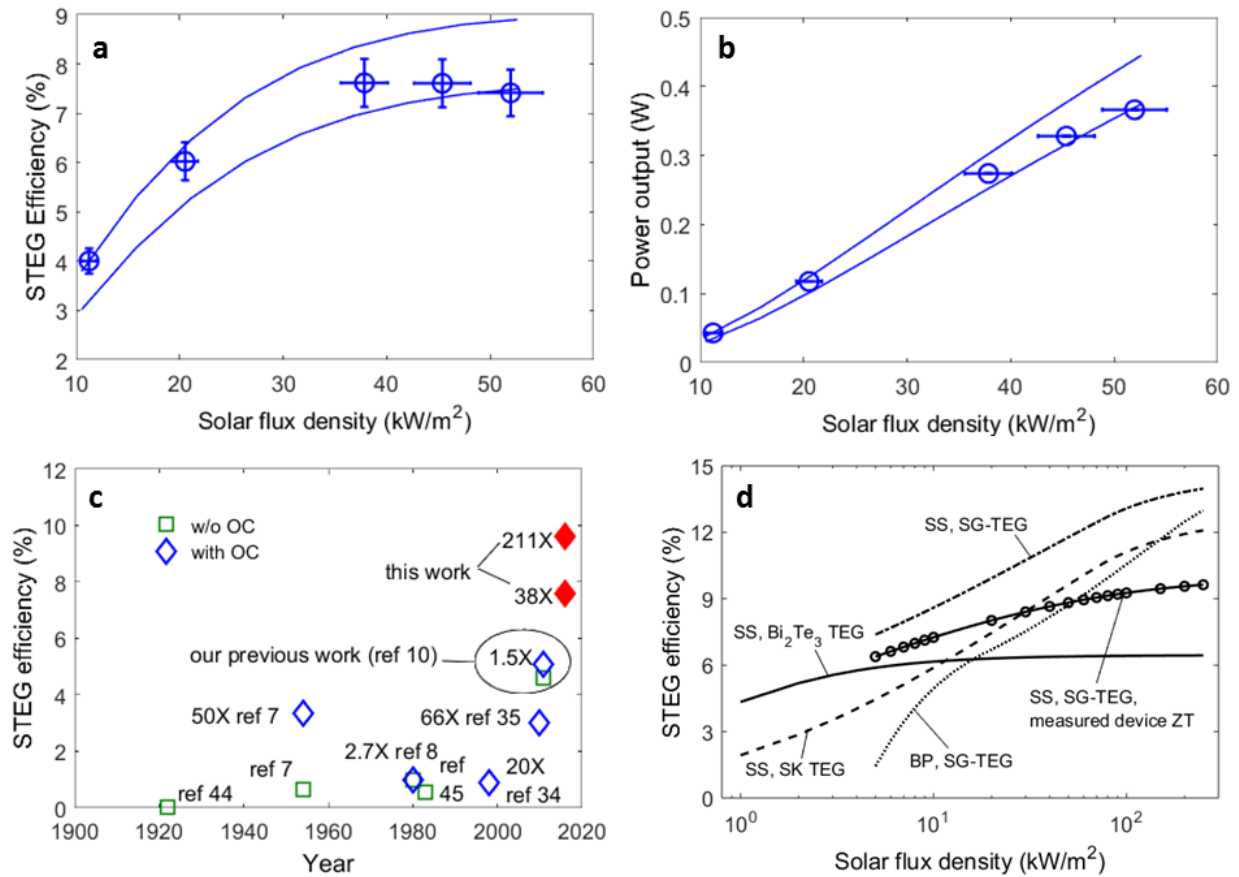 a
9
8
7
6
5
4
3
2
STEG Efficiency (%)
10 20 30 40 50 60
Solar flux density (kW/m²)
b
0.5
0.4
0.3
0.2
0.1
0
Power output (W)
10 20 30 40 50 60
Solar flux density (kW/m²)
c
12
10
8
6
4
2
0
STEG efficiency (%)
w/o OC
with OC
211X
this work
38X
our previous work (ref 10)
1.5X
50X ref 7
66X ref 35
2.7X ref 8
ref 7
ref
45
20X
ref 34
ref 44
1900 1920 1940 1960 1980 2000 2020
Year
d
15
12
9
6
3
0
STEG efficiency (%)
SS, SG-TEG
SS, Bi₂Te₃ TEG
SS, SG-TEG,
measured device ZT
SS, SK TEG
BP, SG-TEG
10⁰ 10¹ 10²
Solar flux density (kW/m²)